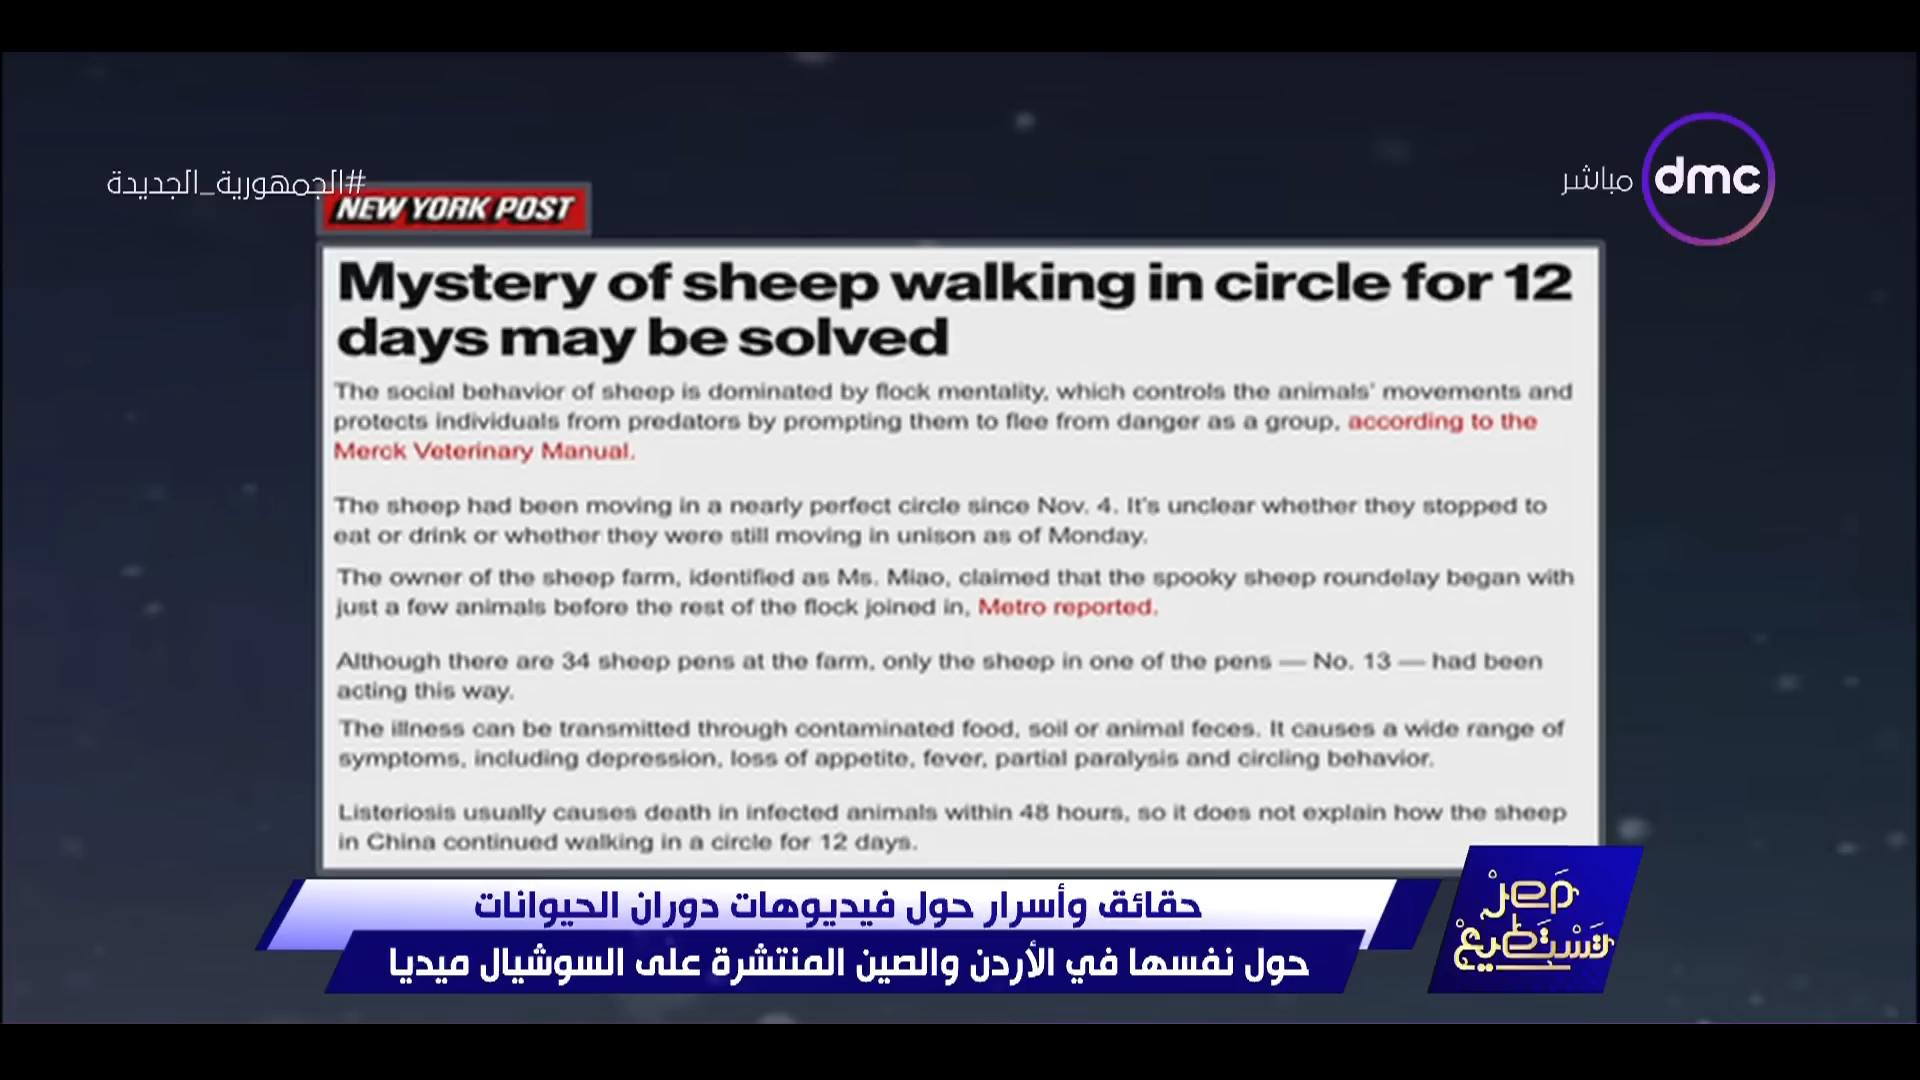 #الجمهورية_الجديدة
مباشر
dmc
NEW YORK POST
Mystery of sheep walking in circle for 12
days may be solved
The social behavior of sheep is dominated by flock mentality, which controls the animals' movements and
protects individuals from predators by prompting them to flee from danger as a group, according to the
Merck Veterinary Manual.
The sheep had been moving in a nearly perfect circle since Nov. 4. It's unclear whether they stopped to
eat or drink or whether they were still moving in unison as of Monday.
The owner of the sheep farm, identified as Ms. Miao, claimed that the spooky sheep roundelay began with
just a few animals before the rest of the flock joined in, Metro reported.
Although there are 34 sheep pens at the farm, only the sheep in one of the pens — No. 13 — had been
acting this way.
The illness can be transmitted through contaminated food, soil or animal feces. It causes a wide range of
symptoms, including depression, loss of appetite, fever, partial paralysis and circling behavior.
Listeriosis usually causes death in infected animals within 48 hours, so it does not explain how the sheep
in China continued walking in a circle for 12 days.
حقائق وأسرار حول فيديوهات دوران الحيوانات
حول نفسها في الأردن والصين المنتشرة على السوشيال ميديا
مَصرْ
تَسْتَطيعْ